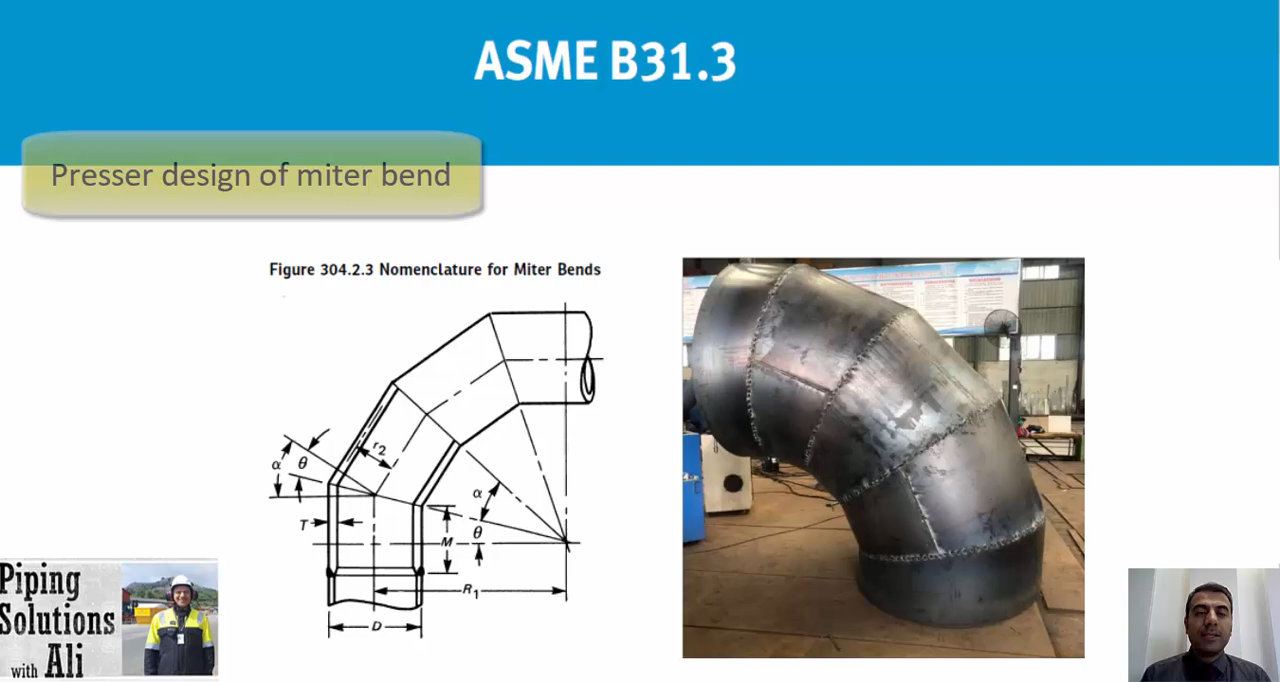 ASME B31.3
Presser design of miter bend
Figure 304.2.3 Nomenclature for Miter Bends
r2
α
θ
α
T
M
θ
R1
D
Piping
Solutions
with Ali